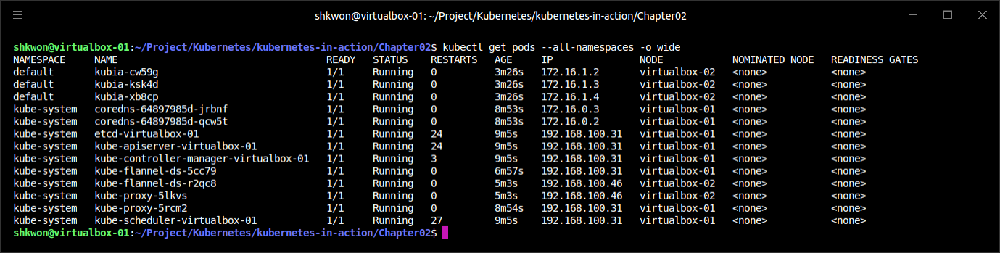 shkwon@virtualbox-01: ~/Project/Kubernetes/kubernetes-in-action/Chapter02
shkwon@virtualbox-01:~/Project/Kubernetes/kubernetes-in-action/Chapter02$ kubectl get pods --all-namespaces -o wide
NAMESPACE     NAME                                    READY   STATUS    RESTARTS   AGE     IP               NODE            NOMINATED NODE   READINESS GATES
default       kubia-cw59g                             1/1     Running   0          3m26s   172.16.1.2       virtualbox-02   <none>           <none>
default       kubia-ksk4d                             1/1     Running   0          3m26s   172.16.1.3       virtualbox-02   <none>           <none>
default       kubia-xb8cp                             1/1     Running   0          3m26s   172.16.1.4       virtualbox-02   <none>           <none>
kube-system   coredns-64897985d-jrbnf                 1/1     Running   0          8m53s   172.16.0.3       virtualbox-01   <none>           <none>
kube-system   coredns-64897985d-qcw5t                 1/1     Running   0          8m53s   172.16.0.2       virtualbox-01   <none>           <none>
kube-system   etcd-virtualbox-01                      1/1     Running   24         9m5s    192.168.100.31   virtualbox-01   <none>           <none>
kube-system   kube-apiserver-virtualbox-01            1/1     Running   24         9m5s    192.168.100.31   virtualbox-01   <none>           <none>
kube-system   kube-controller-manager-virtualbox-01   1/1     Running   3          9m5s    192.168.100.31   virtualbox-01   <none>           <none>
kube-system   kube-flannel-ds-5cc79                   1/1     Running   0          6m57s   192.168.100.31   virtualbox-01   <none>           <none>
kube-system   kube-flannel-ds-r2qc8                   1/1     Running   0          5m3s    192.168.100.46   virtualbox-02   <none>           <none>
kube-system   kube-proxy-5lkvs                        1/1     Running   0          5m3s    192.168.100.46   virtualbox-02   <none>           <none>
kube-system   kube-proxy-5rcm2                        1/1     Running   0          8m54s   192.168.100.31   virtualbox-01   <none>           <none>
kube-system   kube-scheduler-virtualbox-01            1/1     Running   27         9m5s    192.168.100.31   virtualbox-01   <none>           <none>
shkwon@virtualbox-01:~/Project/Kubernetes/kubernetes-in-action/Chapter02$